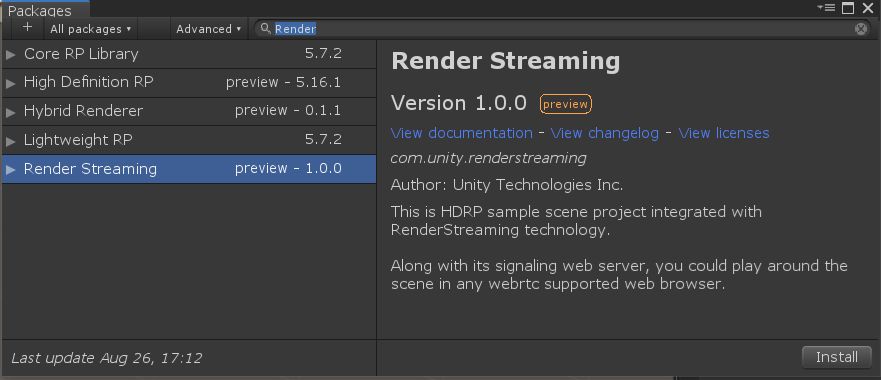 Packages
+ All packages ▾ Advanced ▾ Render
Core RP Library 5.7.2
High Definition RP preview - 5.16.1
Hybrid Renderer preview - 0.1.1
Lightweight RP 5.7.2
Render Streaming preview - 1.0.0
Last update Aug 26, 17:12
Render Streaming
Version 1.0.0 preview
View documentation - View changelog - View licenses
com.unity.renderstreaming
Author: Unity Technologies Inc.
This is HDRP sample scene project integrated with
RenderStreaming technology.
Along with its signaling web server, you could play around the
scene in any webrtc supported web browser.
Install